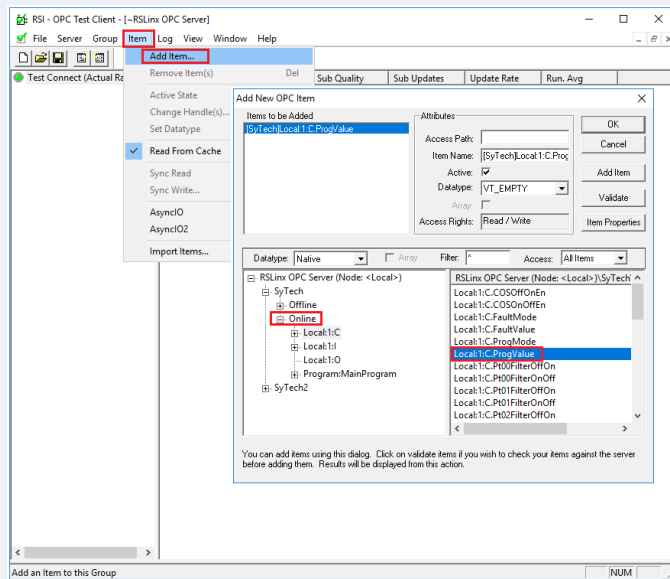 RSI - OPC Test Client - [~RSLinx OPC Server]
File Server Group Item Log View Window Help
Add Item...
Remove Item(s) Del
Active State
Change Handle(s)...
Set Datatype
Read From Cache
Sync Read
Sync Write...
AsyncIO
AsyncIO2
Import Items...
Test Connect (Actual Ra
Sub Quality Sub Updates Update Rate Run. Avg
Add New OPC Item
Items to be Added
[SyTech]Local:1:C.ProgValue
Attributes
Access Path:
Item Name: [SyTech]Local:1:C.Prog
Active:
Datatype: VT_EMPTY
Array:
Access Rights: Read / Write
OK
Cancel
Add Item
Validate
Item Properties
Datatype: Native Array Filter: * Access: All Items
RSLinx OPC Server (Node: <Local>)
SyTech
Offline
Online
Local:1:C
Local:1:I
Local:1:O
Program:MainProgram
SyTech2
RSLinx OPC Server (Node: <Local>)\SyTech\
Local:1:C.COSOffOnEn
Local:1:C.COSOnOffEn
Local:1:C.FaultMode
Local:1:C.FaultValue
Local:1:C.ProgMode
Local:1:C.ProgValue
Local:1:C.Pt00FilterOffOn
Local:1:C.Pt00FilterOnOff
Local:1:C.Pt01FilterOffOn
Local:1:C.Pt01FilterOnOff
Local:1:C.Pt02FilterOffOn
You can add items using this dialog. Click on validate items if you wish to check your items against the server
before adding them. Results will be displayed from this action.
Add an Item to this Group
NUM